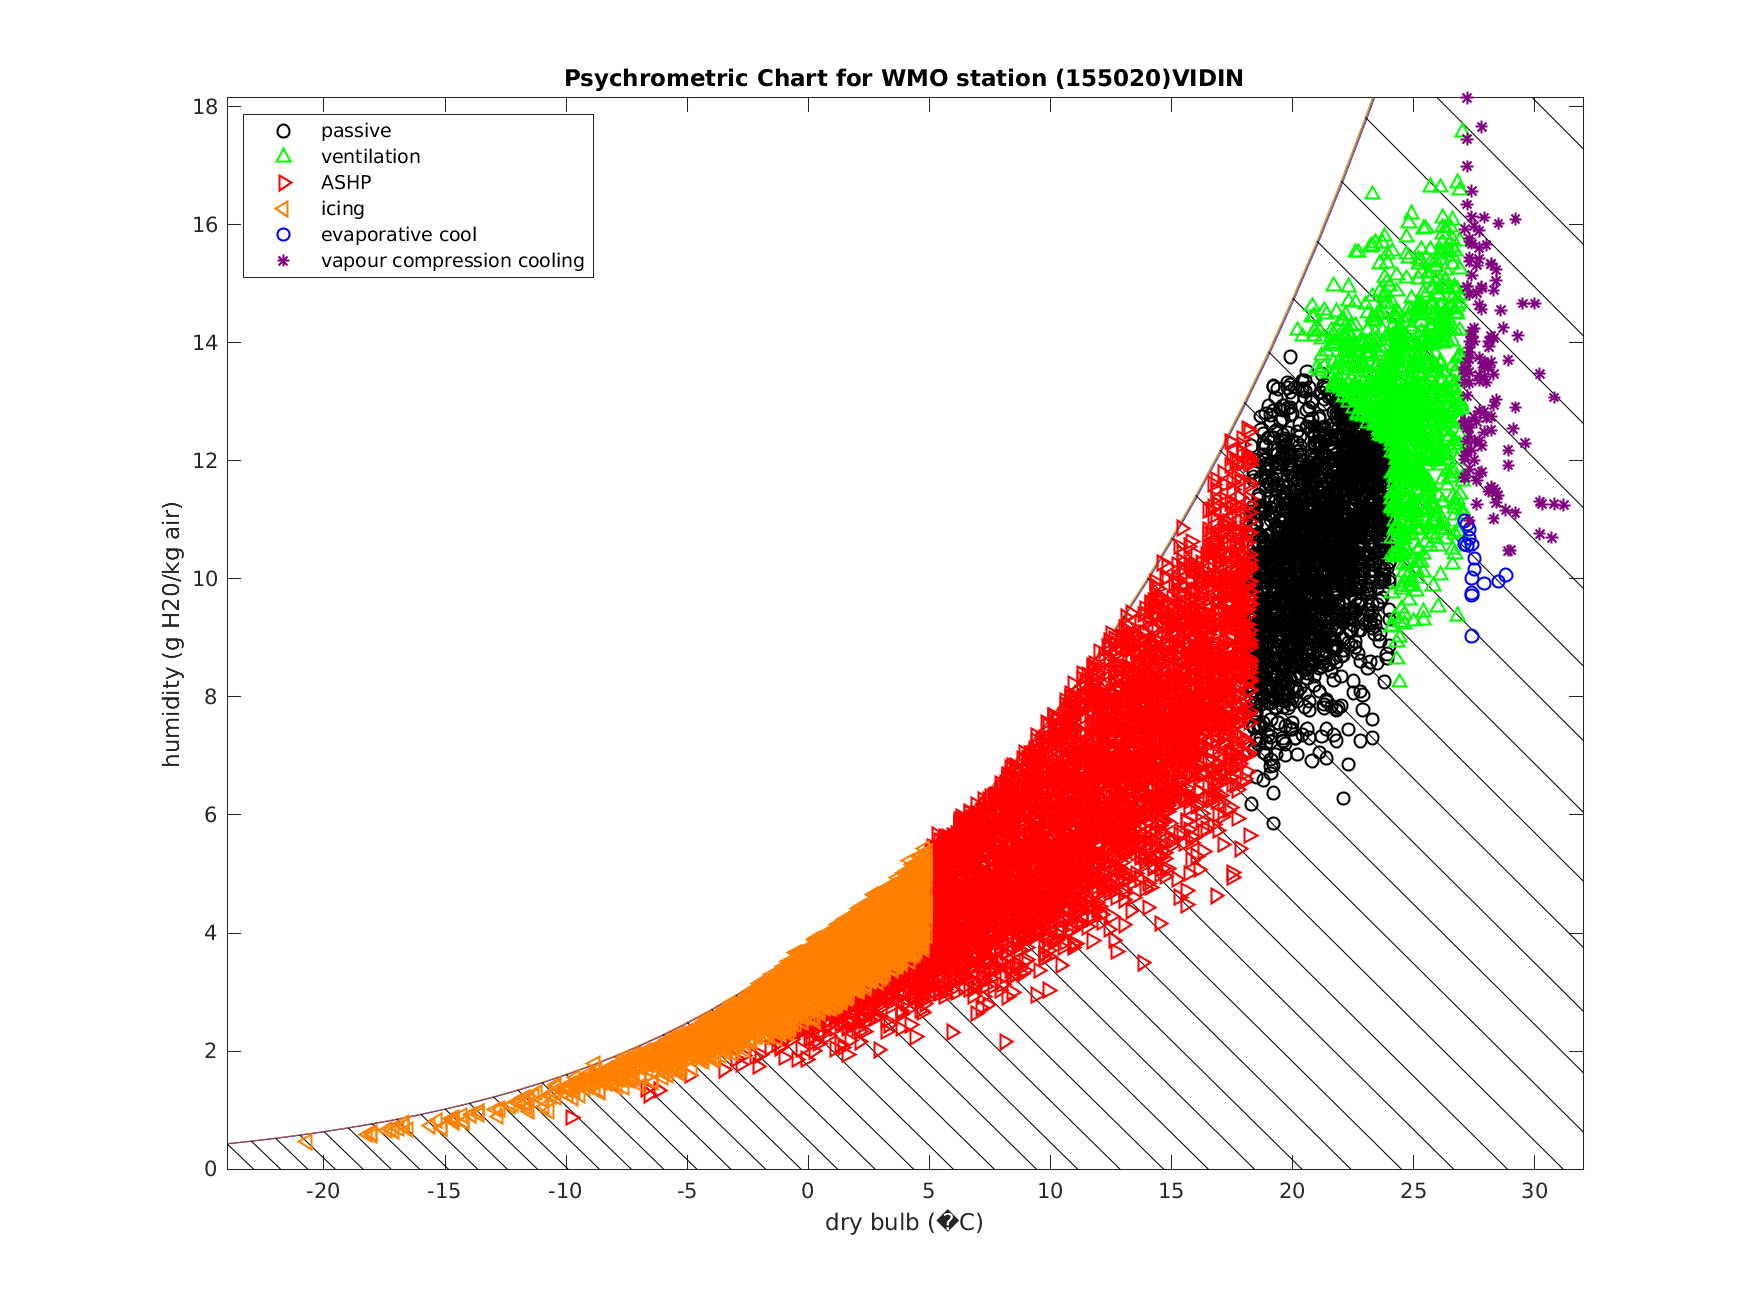 Psychrometric Chart for WMO station (155020)VIDIN
passive
ventilation
ASHP
icing
evaporative cool
vapour compression cooling
18
16
14
12
10
8
6
4
2
0
humidity (g H20/kg air)
-20 -15 -10 -5 0 5 10 15 20 25 30
dry bulb (�C)